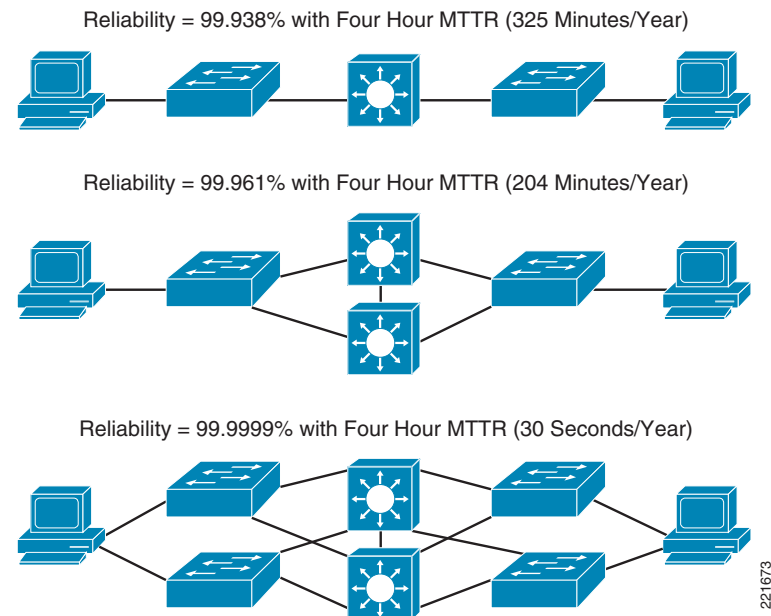 Reliability = 99.938% with Four Hour MTTR (325 Minutes/Year)
Reliability = 99.961% with Four Hour MTTR (204 Minutes/Year)
Reliability = 99.9999% with Four Hour MTTR (30 Seconds/Year)
221673